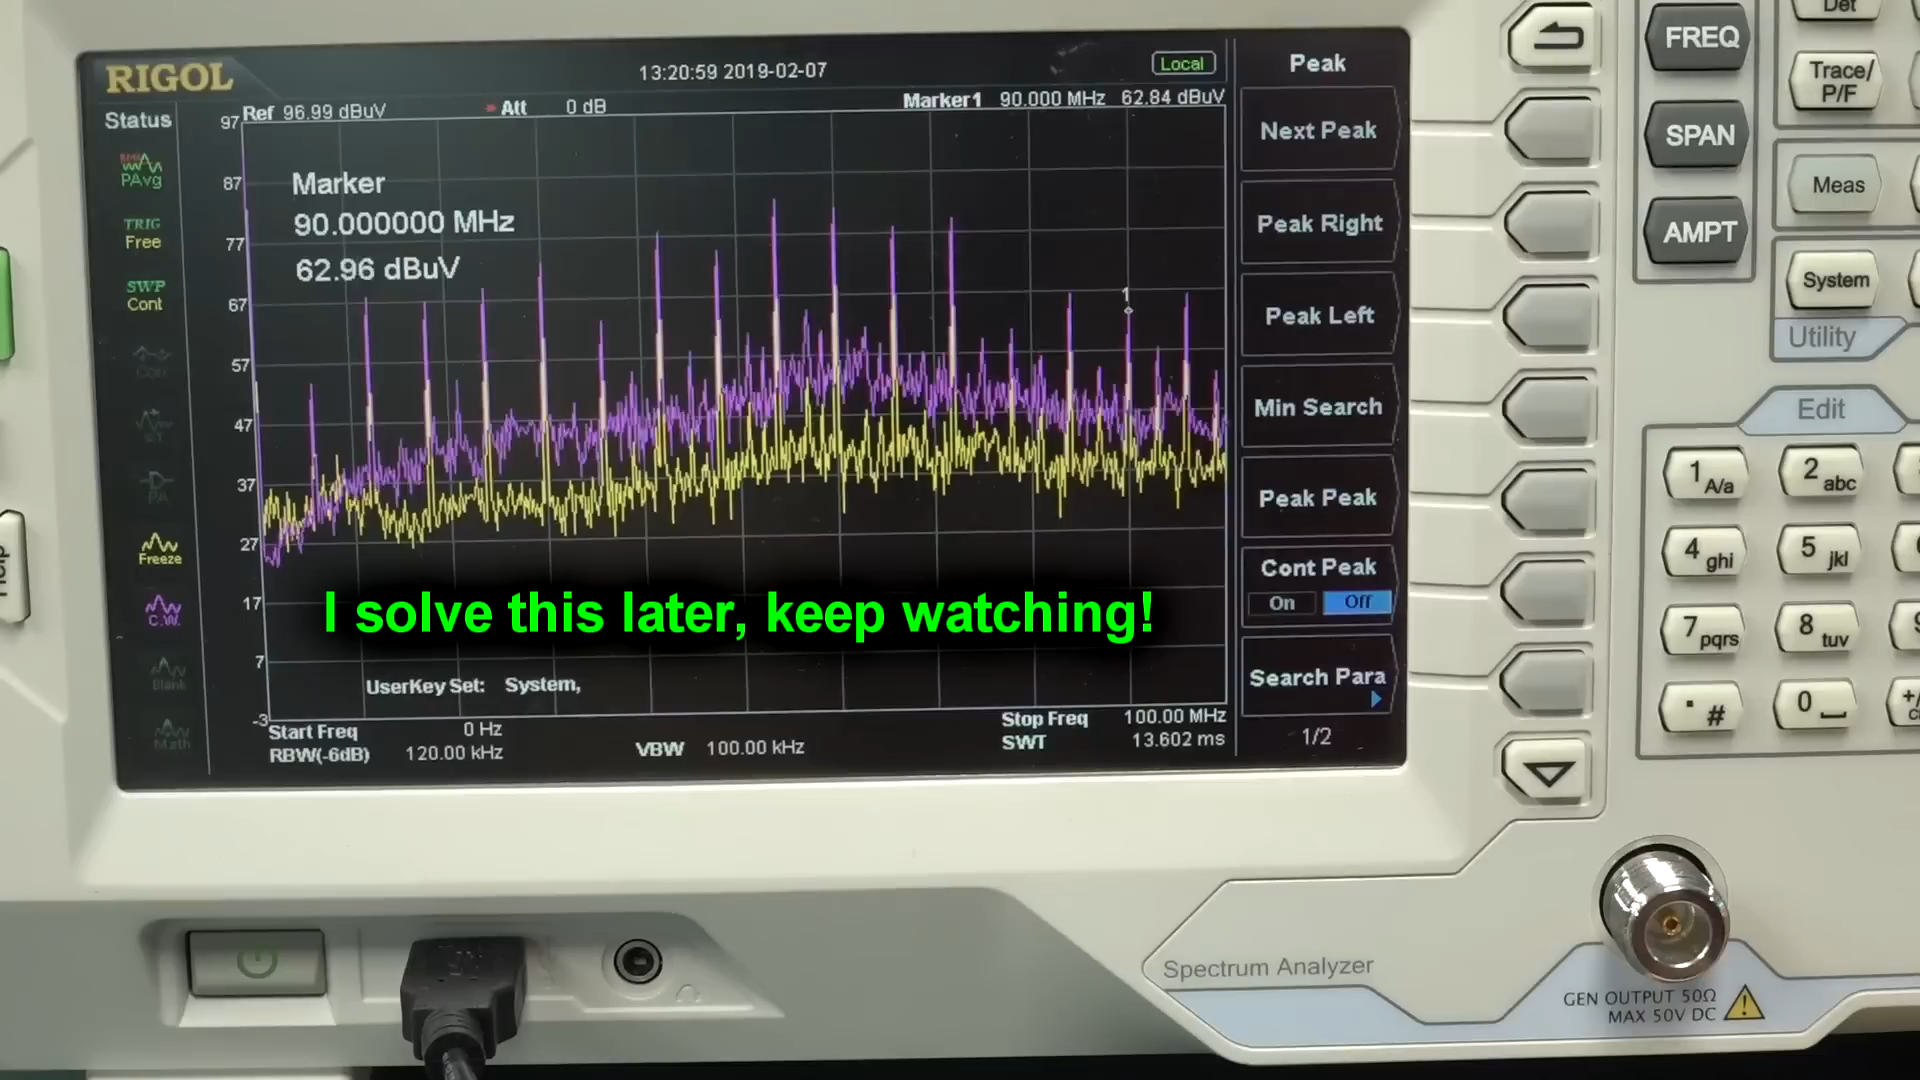 RIGOL
13:20:59 2019-02-07
Local
Status
Ref 96.99 dBuV
Att 0 dB
Marker1 90.000 MHz 62.84 dBuV
97
87
77
67
57
47
37
27
17
7
-3
PAvg
TRIG
Free
SWP
Cont
PA
Freeze
C.W.
Blank
Math
Marker
90.000000 MHz
62.96 dBuV
1
I solve this later, keep watching!
UserKey Set: System,
Start Freq 0 Hz
RBW(-6dB) 120.00 kHz
VBW 100.00 kHz
Stop Freq 100.00 MHz
SWT 13.602 ms
Peak
Next Peak
Peak Right
Peak Left
Min Search
Peak Peak
Cont Peak
On Off
Search Para
1/2
FREQ
SPAN
AMPT
Det
Trace/
P/F
Meas
System
Utility
Edit
1 A/a
2 abc
4 ghi
5 jkl
7 pqrs
8 tuv
. #
0
Help
Spectrum Analyzer
GEN OUTPUT 50Ω
MAX 50V DC